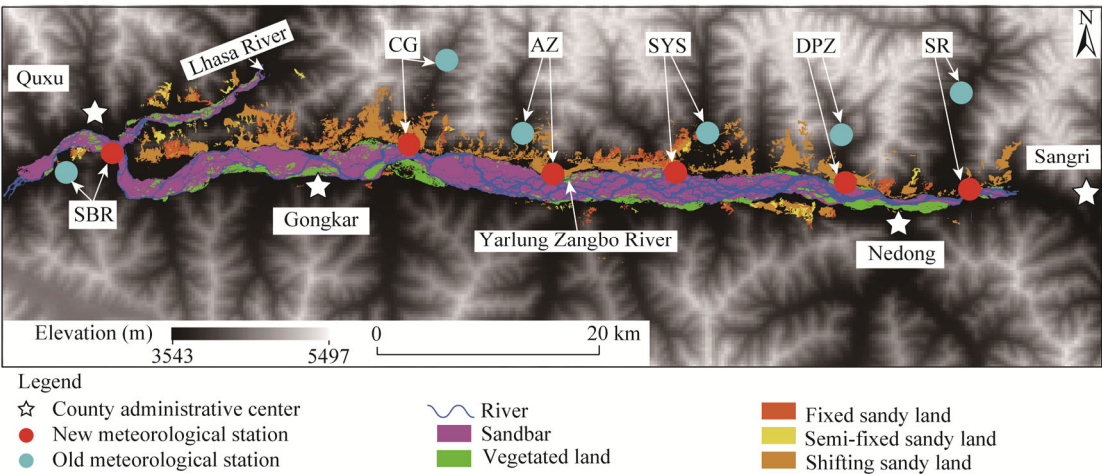 N
Lhasa River
CG
AZ
SYS
DPZ
SR
Quxu
Sangri
SBR
Gongkar
Yarlung Zangbo River
Nedong
Elevation (m)
3543
5497
0
20 km
Legend
County administrative center
New meteorological station
Old meteorological station
River
Sandbar
Vegetated land
Fixed sandy land
Semi-fixed sandy land
Shifting sandy land